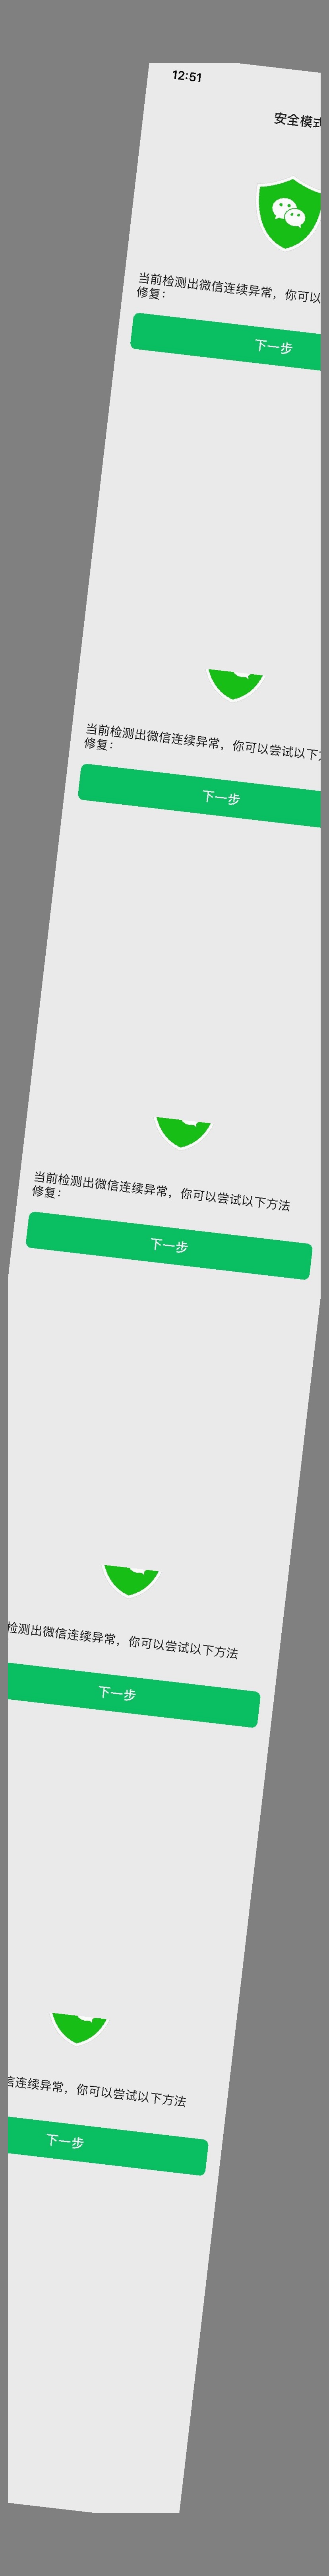 12:51
安全模式
当前检测出微信连续异常，你可以
修复：
下一步
当前检测出微信连续异常，你可以尝试以下
修复：
下一步
当前检测出微信连续异常，你可以尝试以下方法
修复：
下一步
检测出微信连续异常，你可以尝试以下方法
下一步
信连续异常，你可以尝试以下方法
下一步